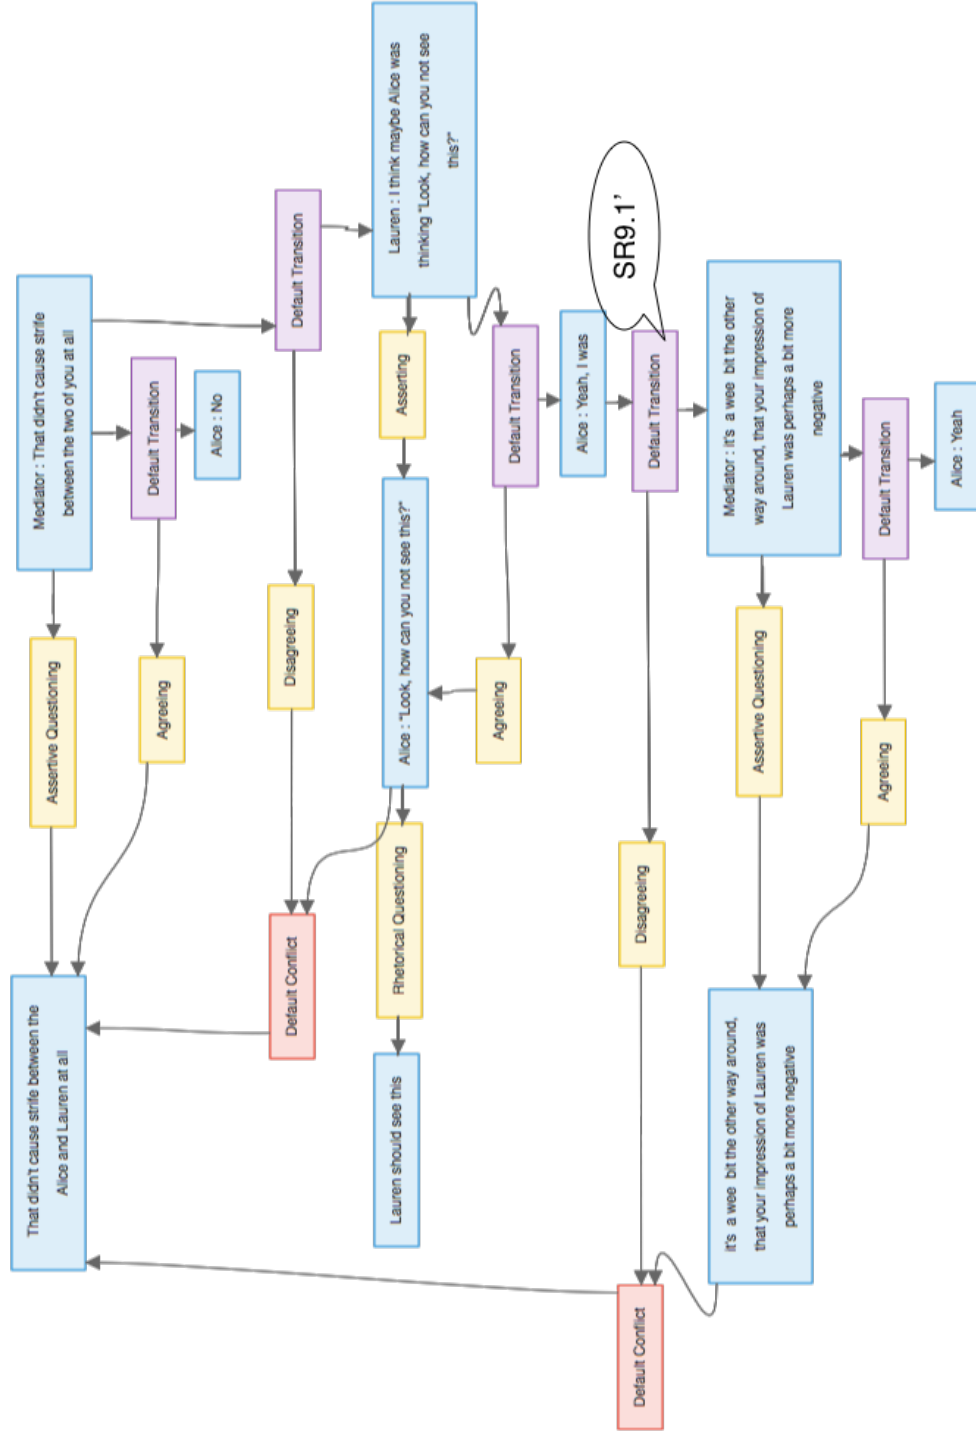 That didn't cause strife between the
Alice and Lauren at all
Assertive Questioning
Mediator : That didn't cause strife
between the two of you at all
Agreeing
Default Transition
Alice : No
Default Conflict
Disagreeing
Default Transition
Lauren should see this
Rhetorical Questioning
Alice : "Look, how can you not see this?"
Asserting
Lauren : I think maybe Alice was
thinking "Look, how can you not see
this?"
Agreeing
Default Transition
Alice : Yeah, I was
Default Conflict
Disagreeing
Default Transition
SR9.1’
it's a wee bit the other way around,
that your impression of Lauren was
perhaps a bit more negative
Assertive Questioning
Mediator : it's a wee bit the other
way around, that your impression of
Lauren was perhaps a bit more
negative
Agreeing
Default Transition
Alice : Yeah